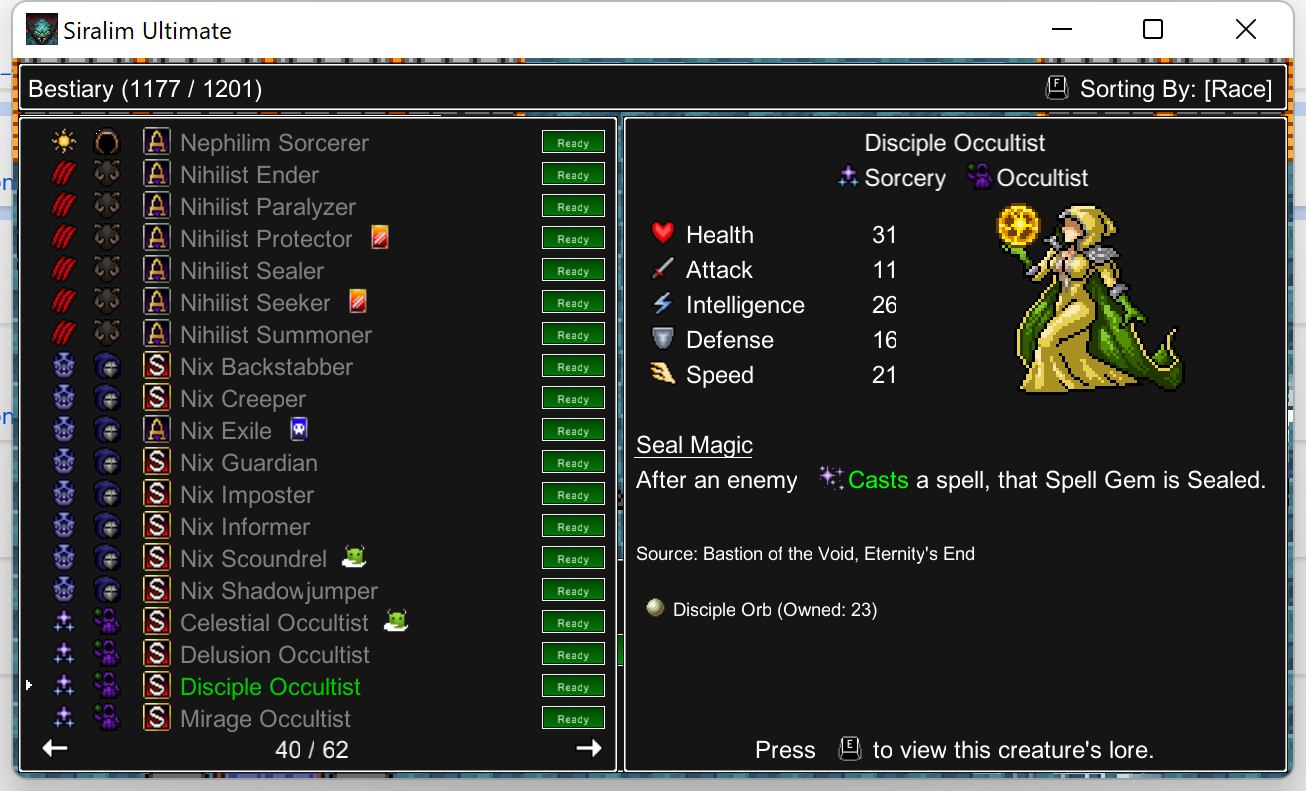 Siralim Ultimate
Bestiary (1177 / 1201)
F Sorting By: [Race]
A Nephilim Sorcerer Ready
A Nihilist Ender Ready
A Nihilist Paralyzer Ready
A Nihilist Protector Ready
A Nihilist Sealer Ready
A Nihilist Seeker Ready
A Nihilist Summoner Ready
S Nix Backstabber Ready
S Nix Creeper Ready
A Nix Exile Ready
S Nix Guardian Ready
S Nix Imposter Ready
S Nix Informer Ready
S Nix Scoundrel Ready
S Nix Shadowjumper Ready
S Celestial Occultist Ready
S Delusion Occultist Ready
S Disciple Occultist Ready
S Mirage Occultist Ready
40 / 62
Disciple Occultist
Sorcery Occultist
Health 31
Attack 11
Intelligence 26
Defense 16
Speed 21
Seal Magic
After an enemy Casts a spell, that Spell Gem is Sealed.
Source: Bastion of the Void, Eternity's End
Disciple Orb (Owned: 23)
Press E to view this creature's lore.